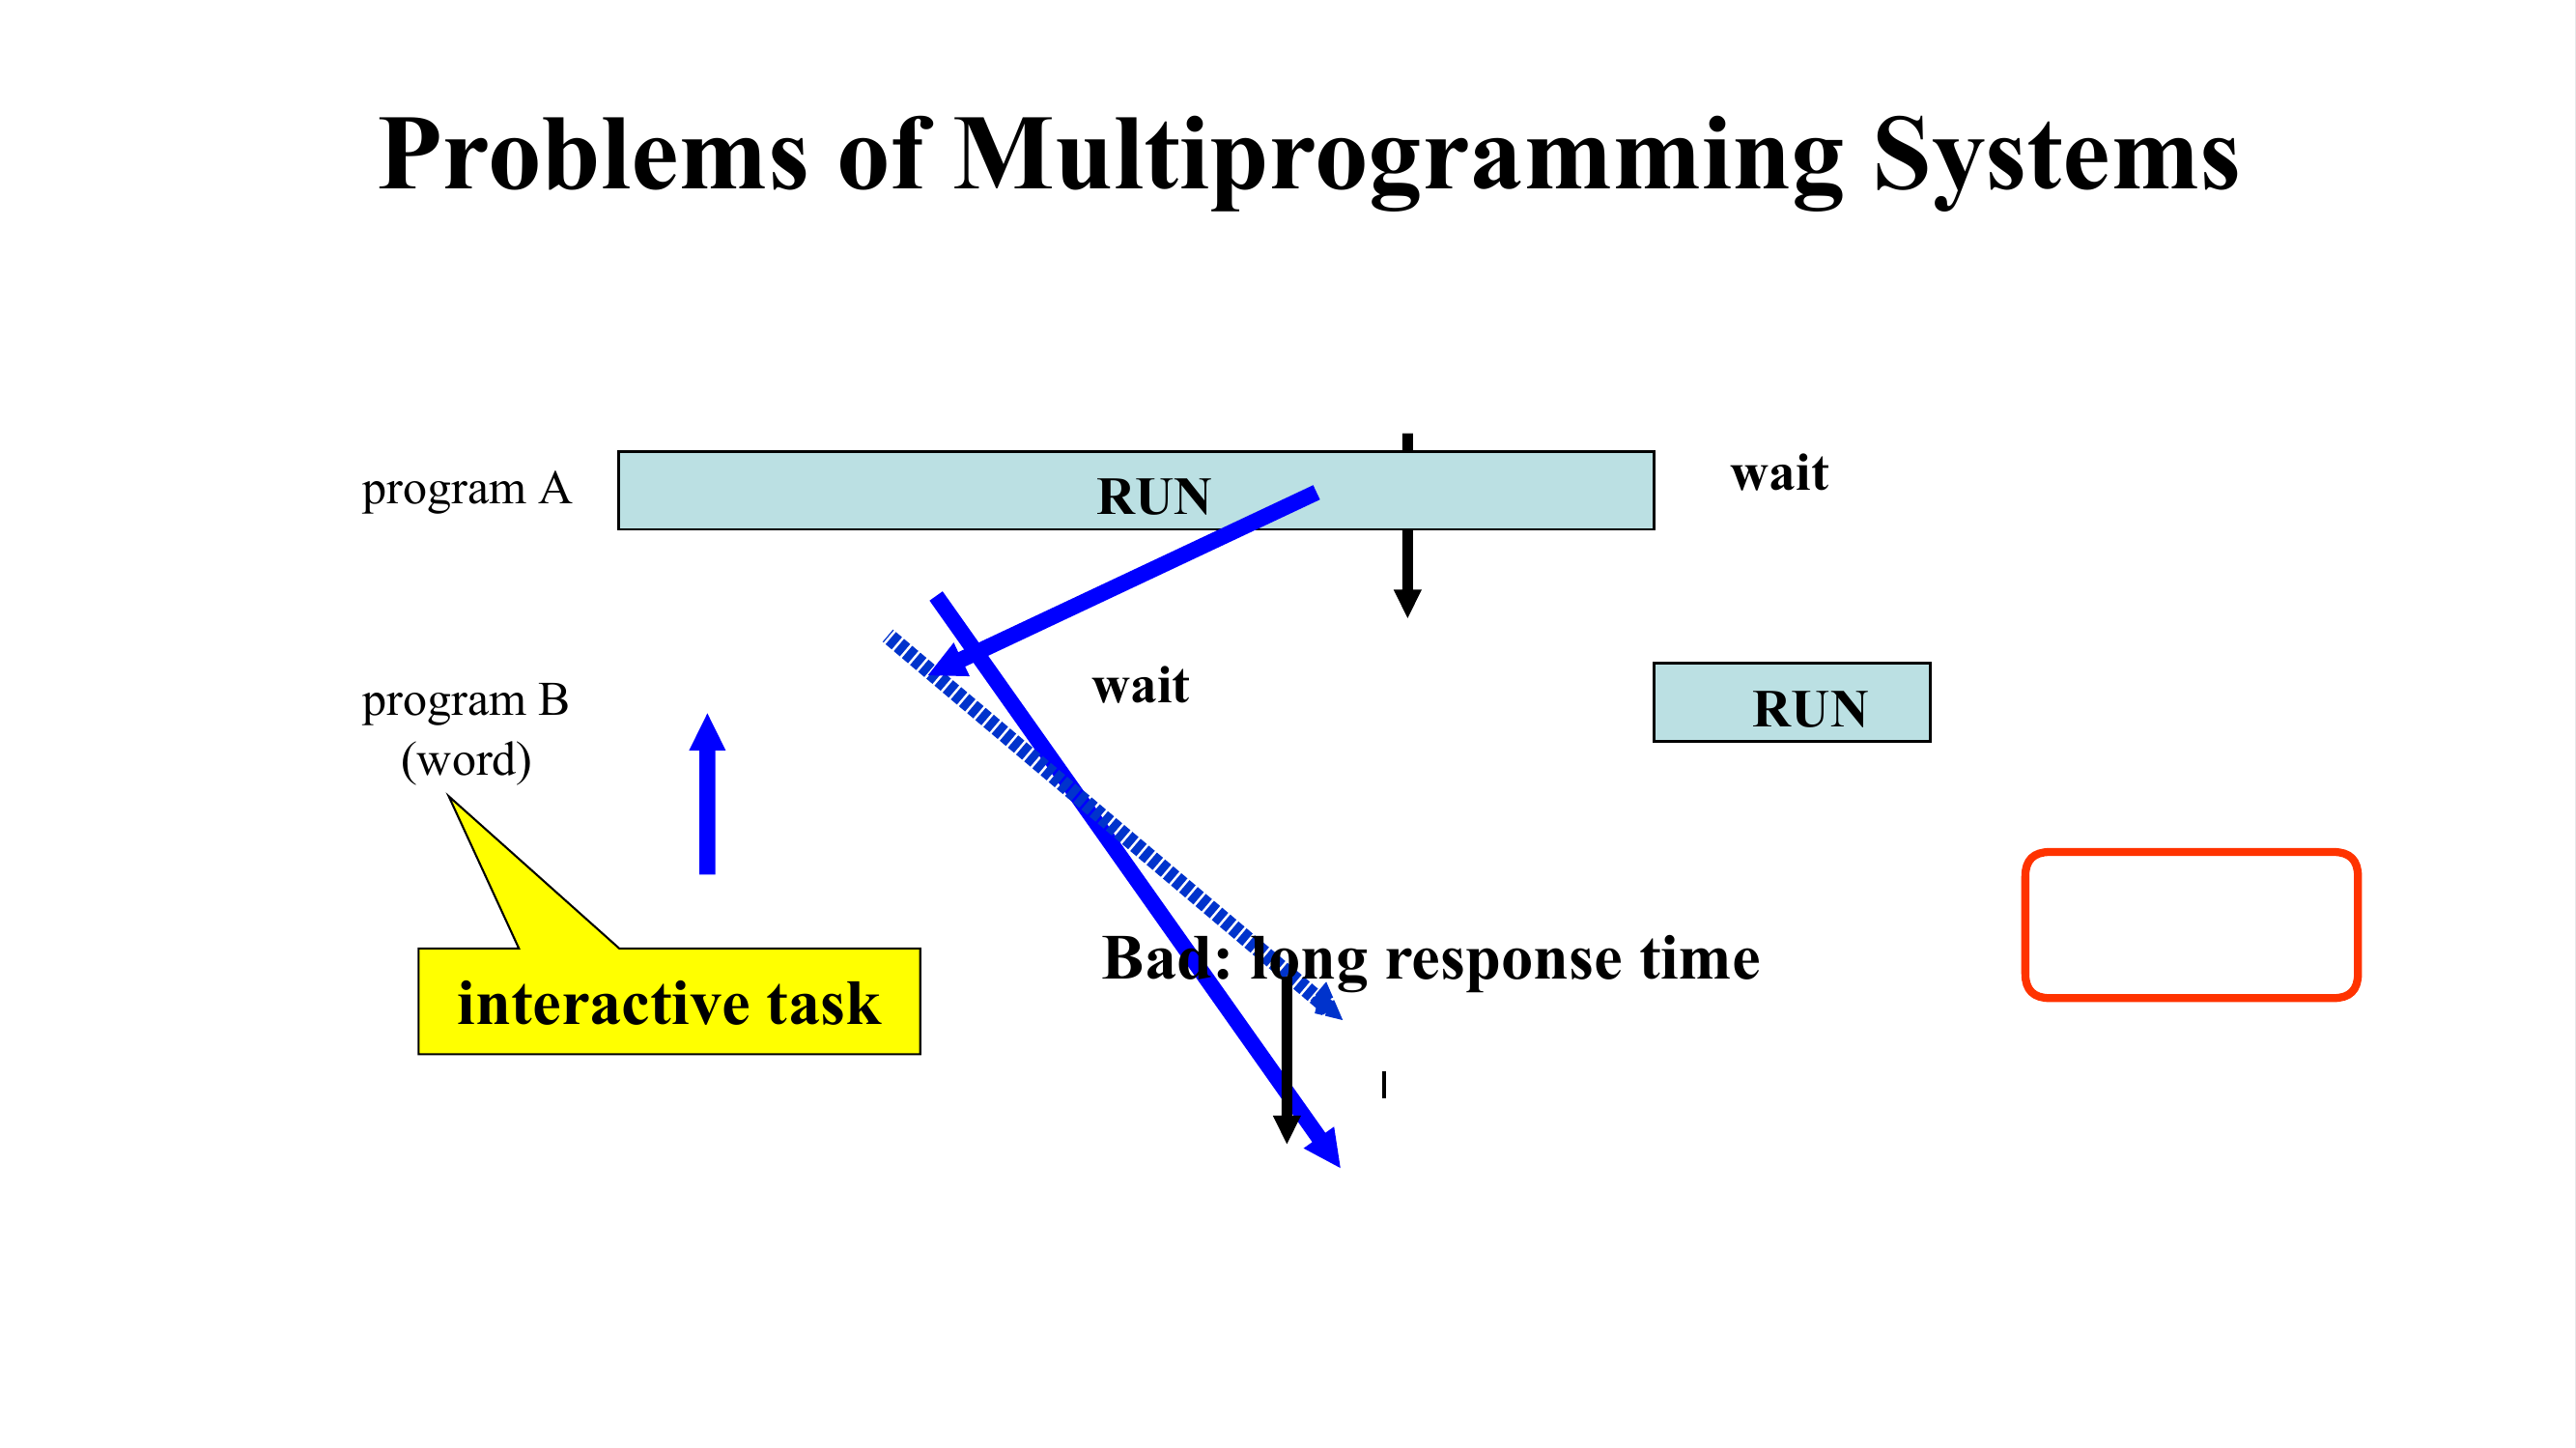 Problems of Multiprogramming Systems
program A
RUN
wait
program B
(word)
wait
RUN
Bad: long response time
interactive task